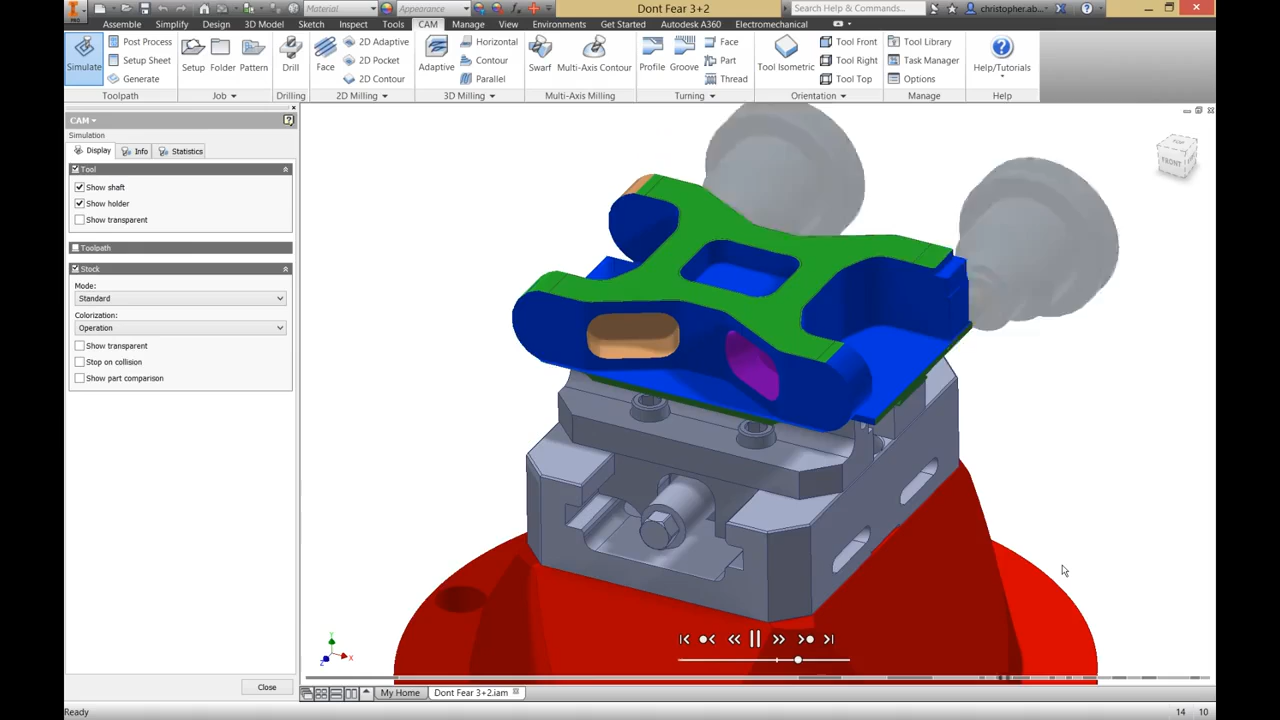 PRO
Material
Appearance
Dont Fear 3+2
Search Help & Commands...
christopher.ab...
Assemble Simplify Design 3D Model Sketch Inspect Tools CAM Manage View Environments Get Started Autodesk A360 Electromechanical
Simulate
Post Process
Setup Sheet
Generate
Toolpath
Setup Folder Pattern
Job
Drill
Drilling
Face
2D Adaptive
2D Pocket
2D Contour
2D Milling
Adaptive
Horizontal
Contour
Parallel
3D Milling
Swarf Multi-Axis Contour
Multi-Axis Milling
Profile Groove
Face
Part
Thread
Turning
Tool Isometric
Tool Front
Tool Right
Tool Top
Orientation
Tool Library
Task Manager
Options
Manage
Help/Tutorials
Help
CAM
Simulation
Display Info Statistics
Tool
Show shaft
Show holder
Show transparent
Toolpath
Stock
Mode:
Standard
Colorization:
Operation
Show transparent
Stop on collision
Show part comparison
Close
TOP
FRONT
Y
X
Z
My Home Dont Fear 3+2.iam
Ready 14 10